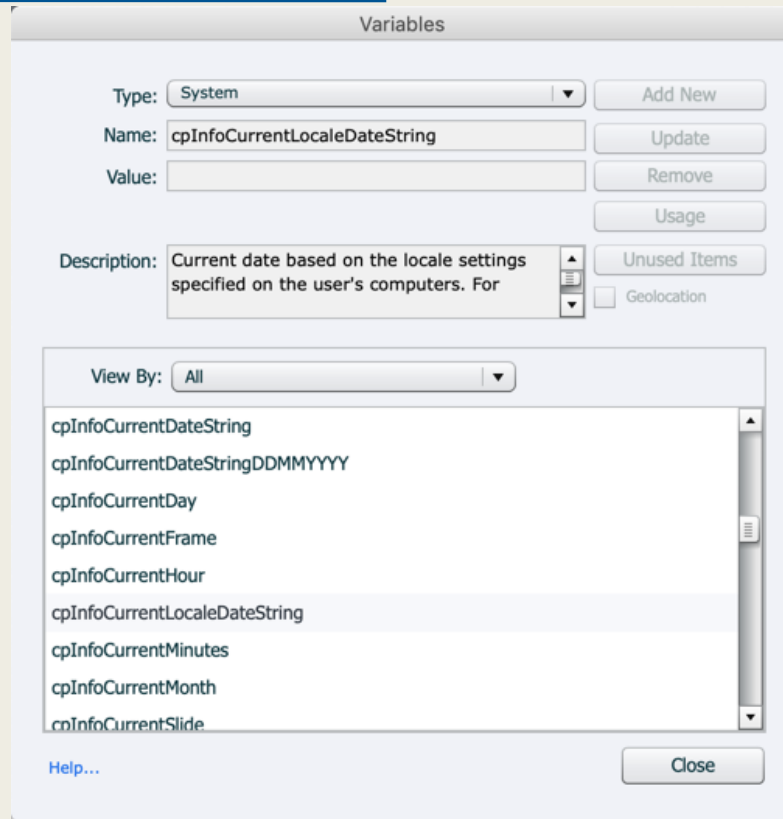 Variables
Type: System Add New
Name: cpInfoCurrentLocaleDateString Update
Value: Remove
Usage
Description: Current date based on the locale settings Unused Items
specified on the user's computers. For Geolocation
View By: All
cpInfoCurrentDateString
cpInfoCurrentDateStringDDMMYYYY
cpInfoCurrentDay
cpInfoCurrentFrame
cpInfoCurrentHour
cpInfoCurrentLocaleDateString
cpInfoCurrentMinutes
cpInfoCurrentMonth
cpInfoCurrentSlide
Help... Close